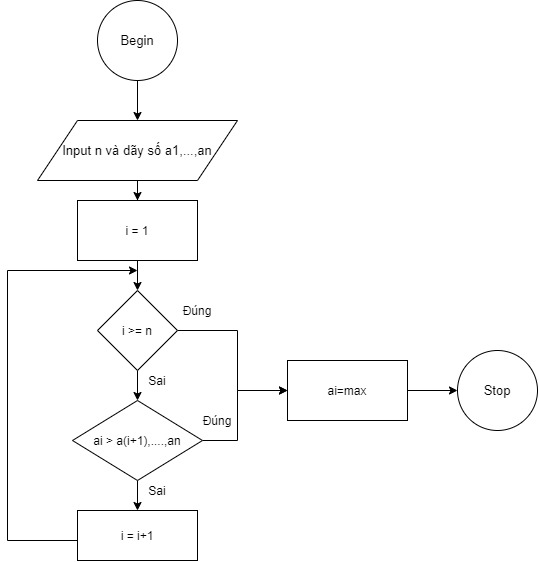 Begin
Input n và dãy số a1,...,an
i = 1
Đúng
i >= n
Sai
ai=max
Stop
Đúng
ai > a(i+1),....,an
Sai
i = i+1